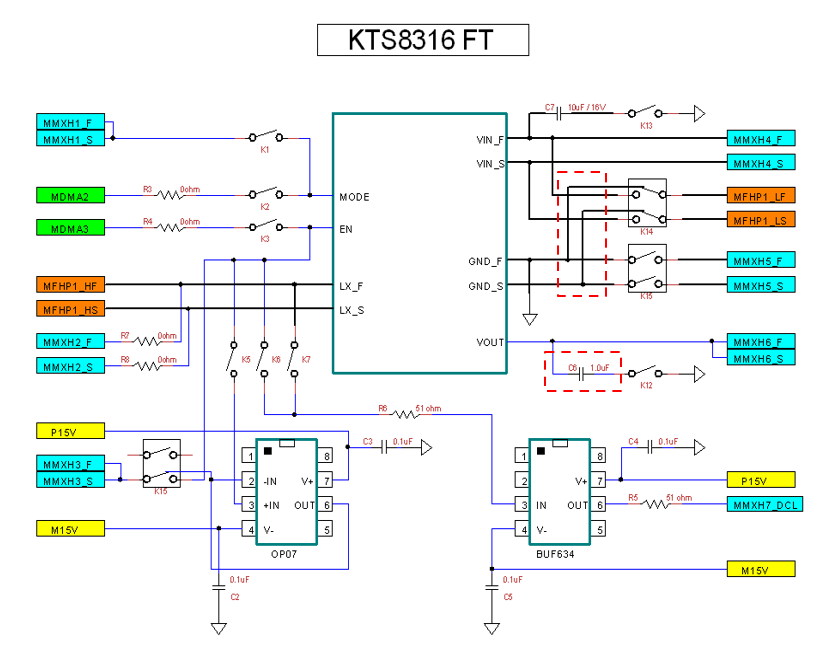 KTS8316 FT
C7 10uF / 16V
K13
MMXH1_F
MMXH1_S
K1
VIN_F
MMXH4_F
VIN_S
MMXH4_S
MDMA2
R3 0ohm
K2
MODE
MFHP1_LF
MDMA3
R4 0ohm
K3
EN
MFHP1_LS
K14
GND_F
MMXH5_F
MFHP1_HF
LX_F
GND_S
MMXH5_S
K15
MFHP1_HS
LX_S
MMXH2_F
R7 0ohm
VOUT
MMXH6_F
MMXH6_S
MMXH2_S
R8 0ohm
K5
K6
K7
C6 1.0uF
K12
R6 51 ohm
P15V
C3 0.1uF
C4 0.1uF
MMXH3_F
MMXH3_S
K15
1 8
2 -IN V+ 7
3 +IN OUT 6
4 V- 5
OP07
1 8
2 V+ 7
3 IN OUT 6
4 V- 5
BUF634
P15V
R5 51 ohm
MMXH7_DCL
M15V
M15V
0.1uF
C2
0.1uF
C5